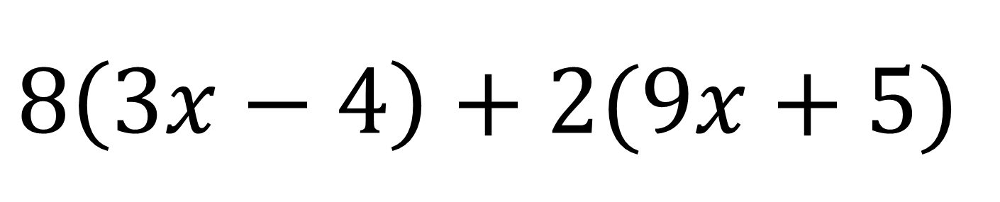 8(3x − 4) + 2(9x + 5)